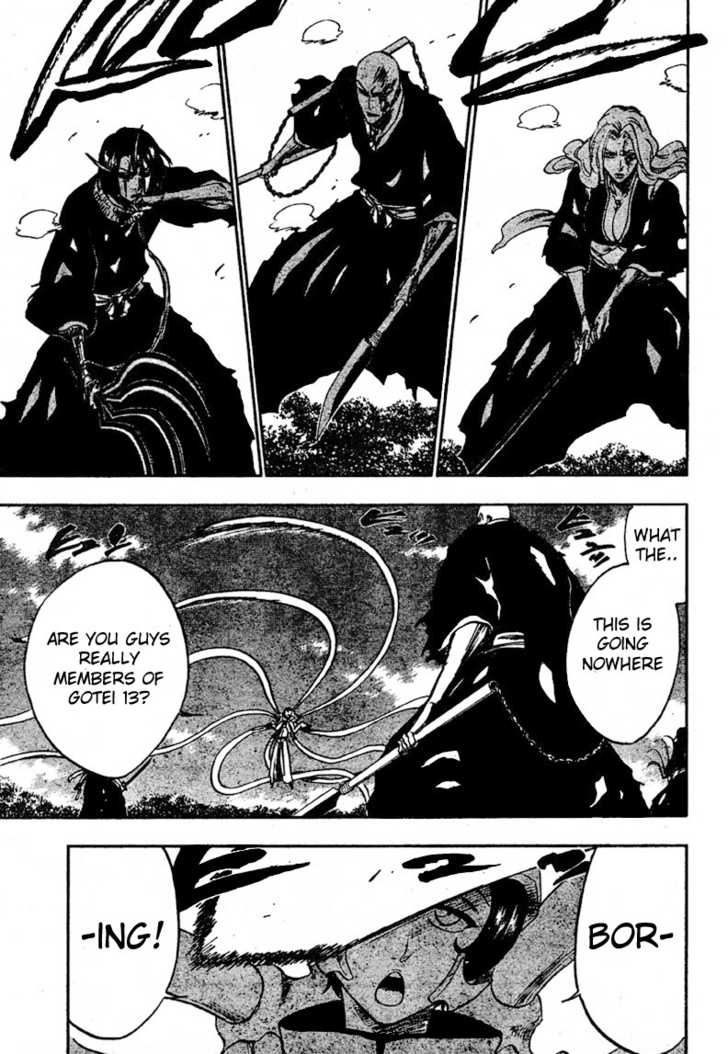 WHAT
THE..
THIS IS
GOING
NOWHERE
ARE YOU GUYS
REALLY
MEMBERS OF
GOTEI 13?
BOR-
-ING!